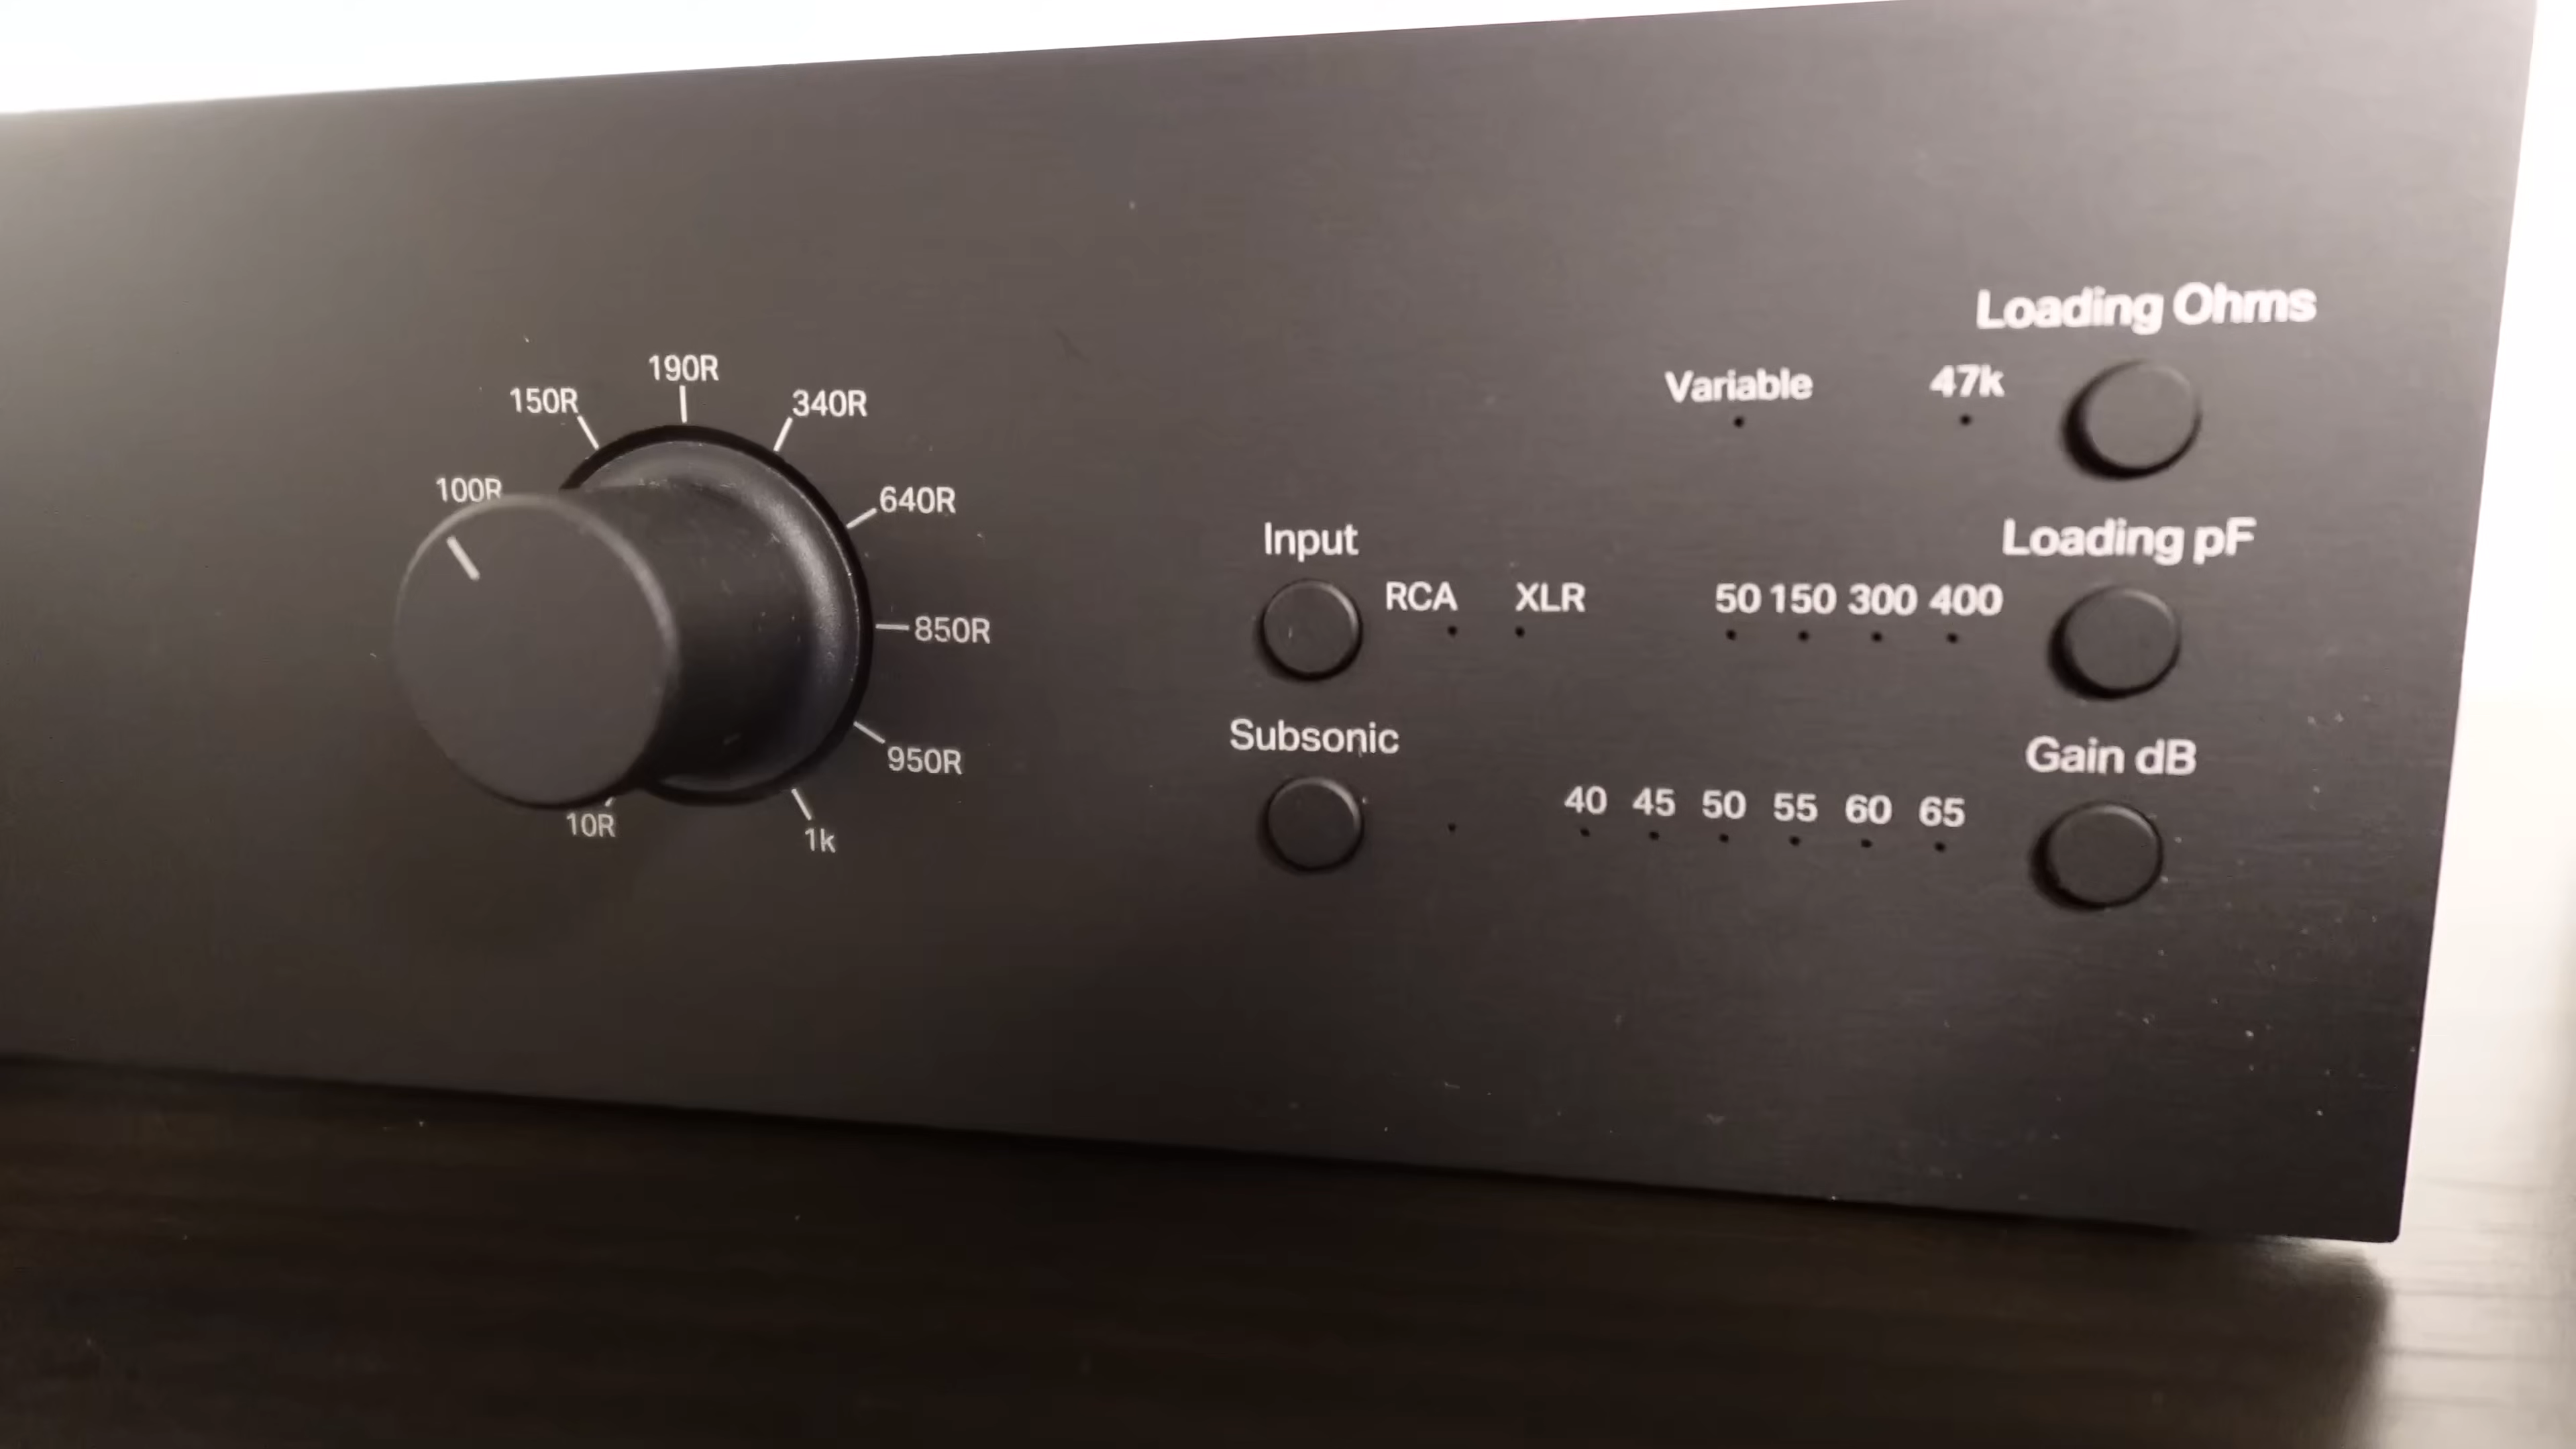 190R
150R
340R
100R
640R
850R
950R
10R
1k
Loading Ohms
Variable 47k
Input
RCA XLR
Loading pF
50 150 300 400
Subsonic
Gain dB
40 45 50 55 60 65